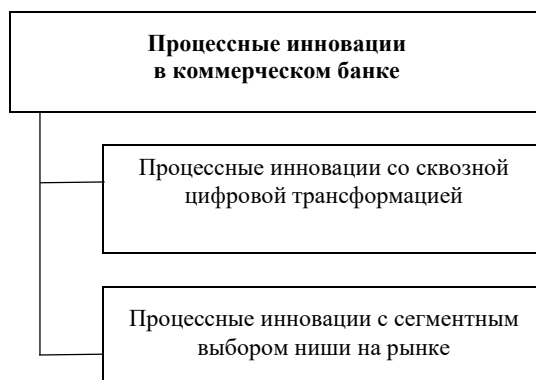 Процессные инновации
в коммерческом банке
Процессные инновации со сквозной
цифровой трансформацией
Процессные инновации с сегментным
выбором ниши на рынке